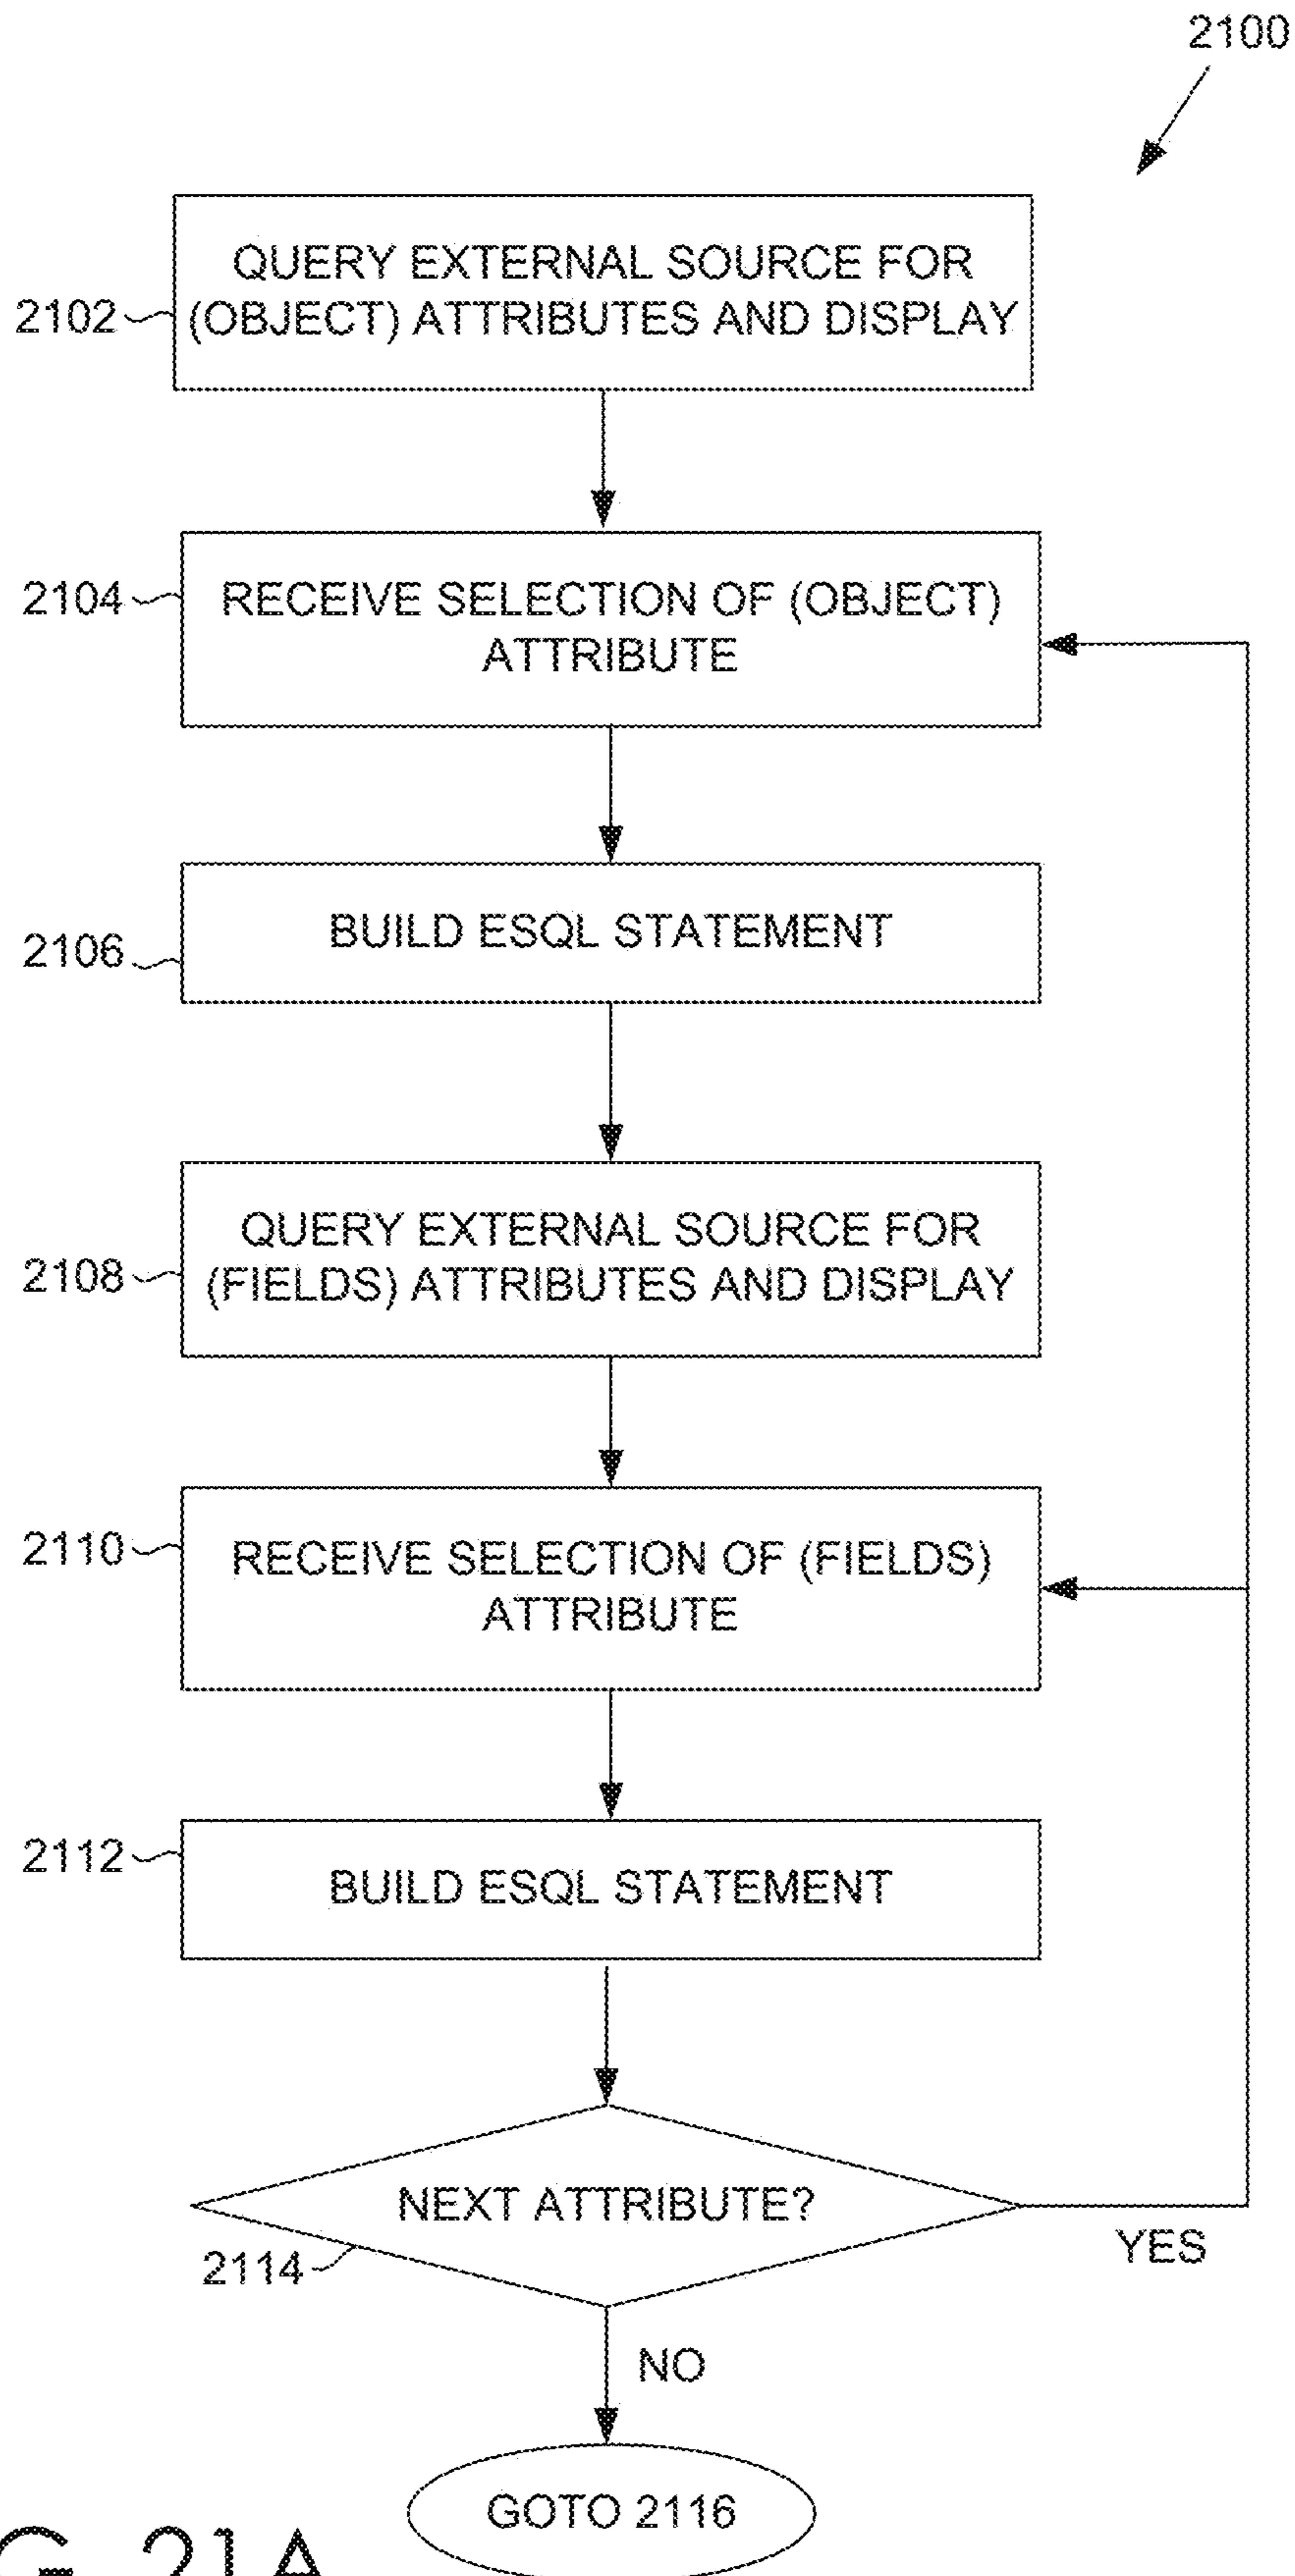 2100
QUERY EXTERNAL SOURCE FOR
(OBJECT) ATTRIBUTES AND DISPLAY
2102
2104
RECEIVE SELECTION OF (OBJECT)
ATTRIBUTE
BUILD ESQL STATEMENT
2106
QUERY EXTERNAL SOURCE FOR
(FIELDS) ATTRIBUTES AND DISPLAY
2108
2110
RECEIVE SELECTION OF (FIELDS)
ATTRIBUTE
2112
BUILD ESQL STATEMENT
NEXT ATTRIBUTE?
2114
YES
NO
GOTO 2116
G 21A